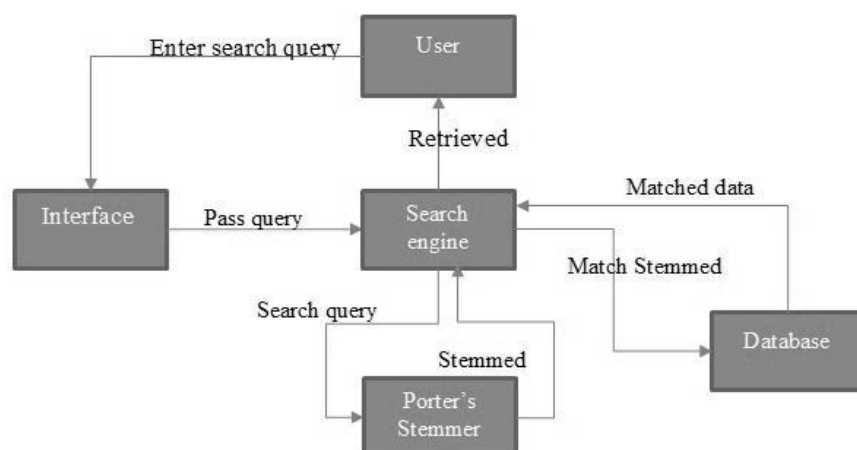 User
Enter search query
Retrieved
Interface
Pass query
Search
engine
Matched data
Match Stemmed
Search query
Stemmed
Database
Porter's
Stemmer